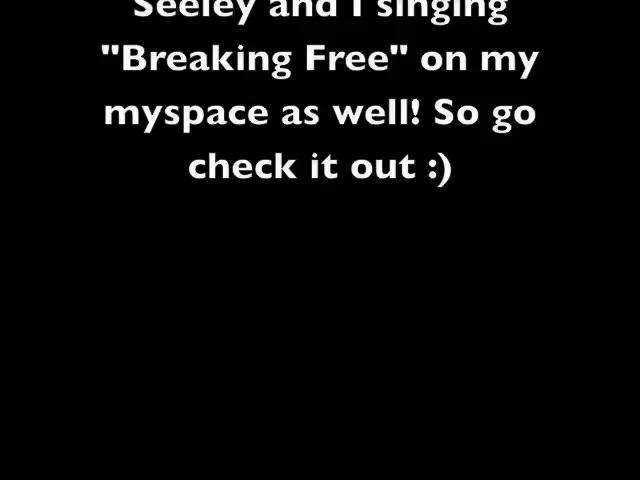 Seeley and I singing
"Breaking Free" on my
myspace as well! So go
check it out :)